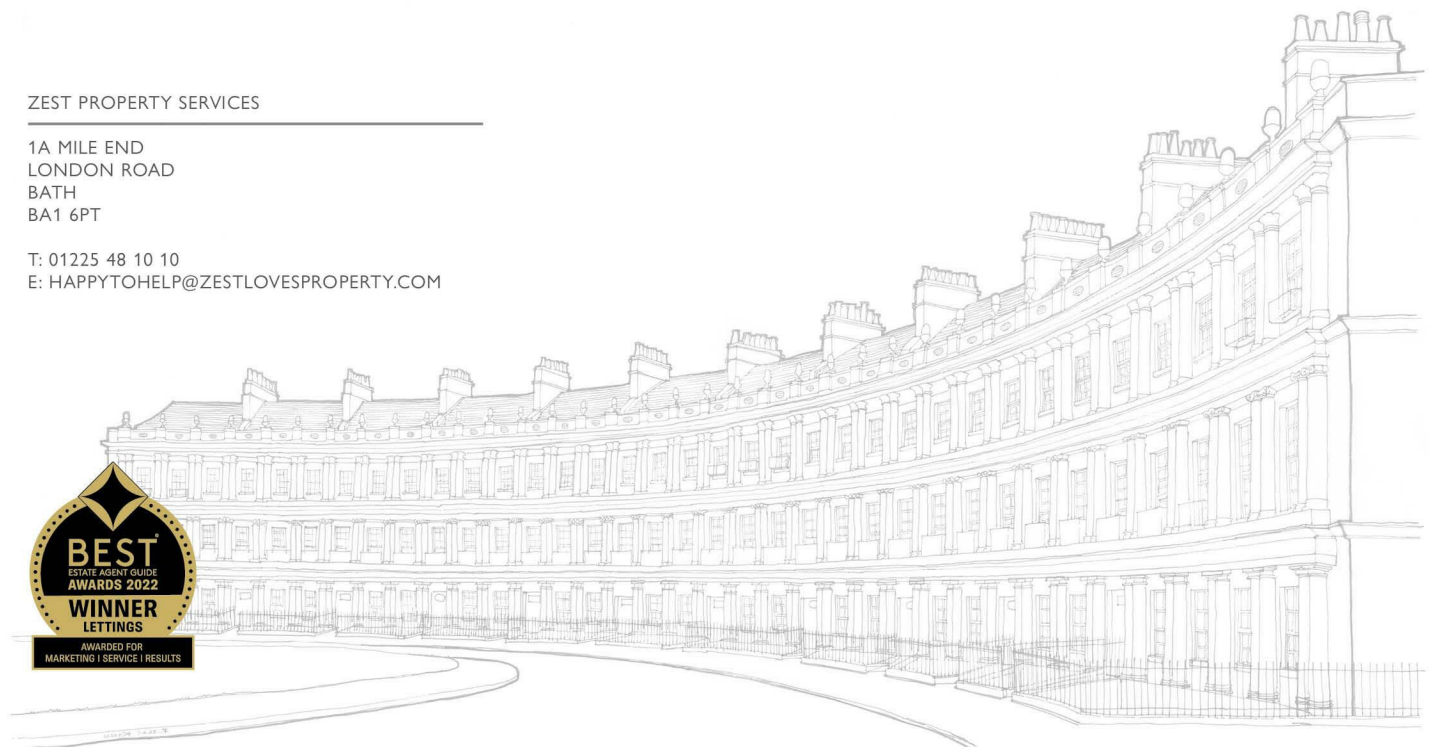 ZEST PROPERTY SERVICES
1A MILE END
LONDON ROAD
BATH
BA1 6PT
T: 01225 48 10 10
E: HAPPYTOHELP@ZESTLOVESPROPERTY.COM
BEST®
ESTATE AGENT GUIDE
AWARDS 2022
WINNER
LETTINGS
AWARDED FOR
MARKETING | SERVICE | RESULTS